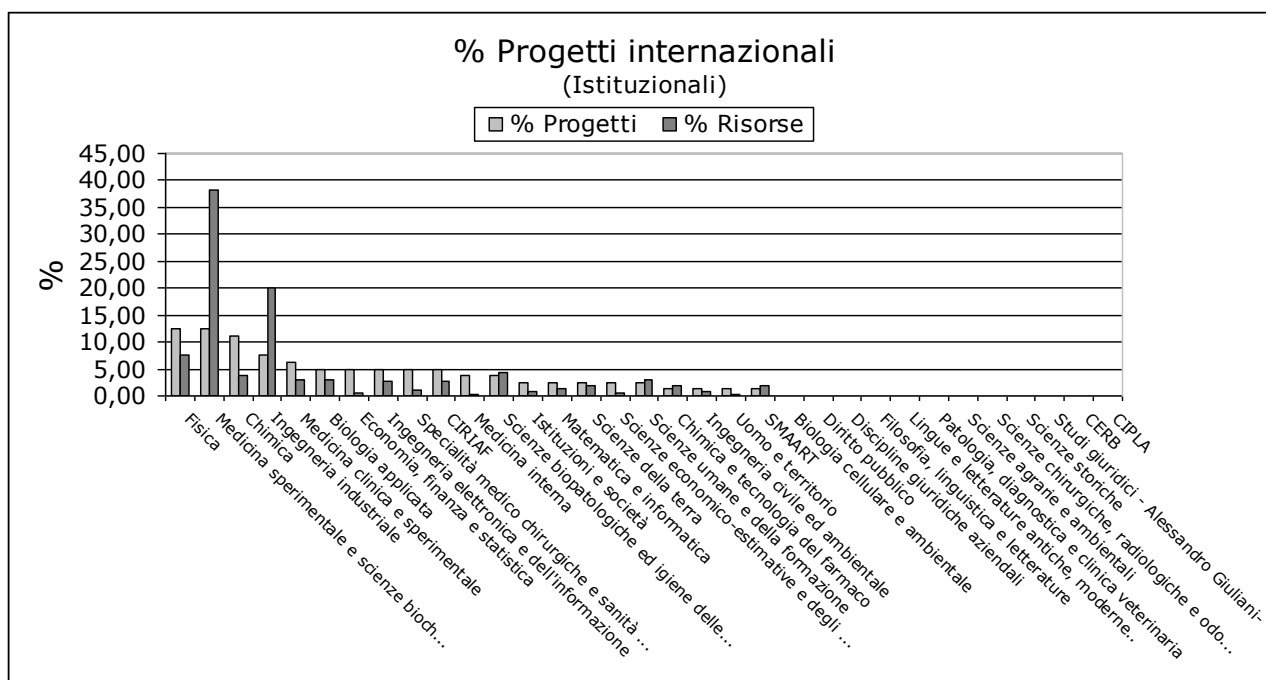 % Progetti internazionali
(Istituzionali)
% Progetti % Risorse
%
45,00
40,00
35,00
30,00
25,00
20,00
15,00
10,00
5,00
0,00
Fisica
Medicina sperimentale e scienze bioch...
Chimica
Ingegneria industriale
Medicina clinica e sperimentale
Biologia applicata
Economia, finanza e statistica
Ingegneria elettronica e dell'informazione
Specialità medico chirurgiche e sanità ...
CIRIAF
Medicina interna
Scienze biopatologiche ed igiene delle ...
Istituzioni e società
Matematica e informatica
Scienze della terra
Scienze economico-estimative e degli ...
Scienze umane e della formazione
Chimica e tecnologia del farmaco
Ingegneria civile ed ambientale
Uomo e territorio
SMAART
Biologia cellulare e ambientale
Diritto pubblico
Discipline giuridiche aziendali
Filosofia, linguistica e letterature
Lingue e letterature antiche, moderne..
Patologia, diagnostica e clinica veterinaria
Scienze agrarie e ambientali
Scienze chirurgiche, radiologiche e odo...
Scienze storiche
Studi giuridici - Alessandro Giuliani-
CERB
CIPLA